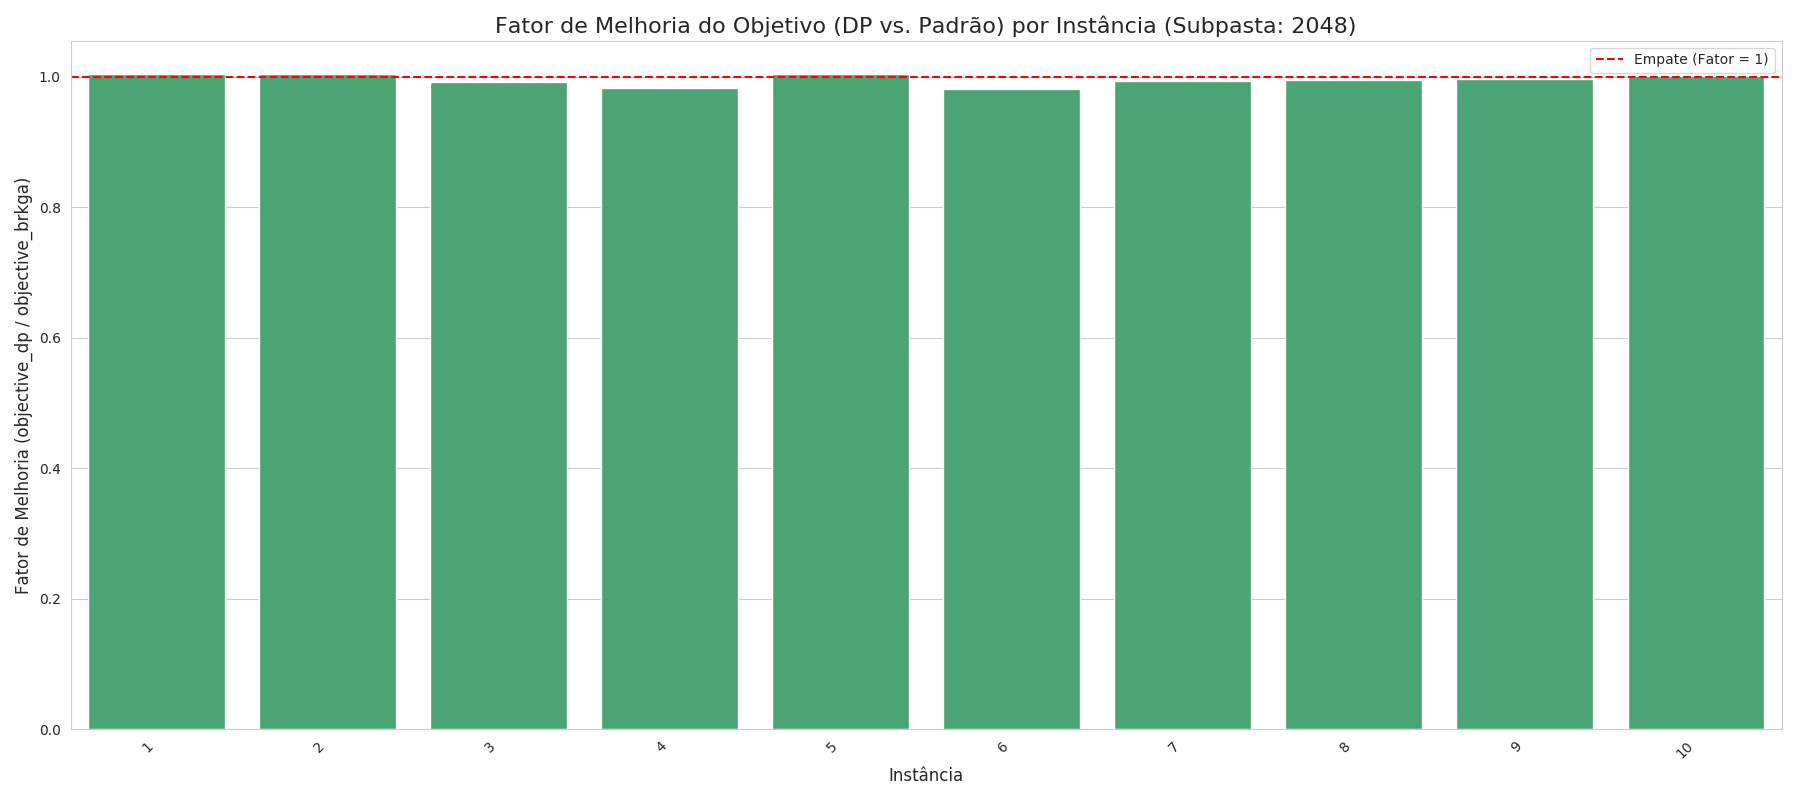 Fator de Melhoria do Objetivo (DP vs. Padrão) por Instância (Subpasta: 2048)
Empate (Fator = 1)
Fator de Melhoria (objective_dp / objective_brkga)
1.0
0.8
0.6
0.4
0.2
0.0
1 2 3 4 5 6 7 8 9 10
Instância